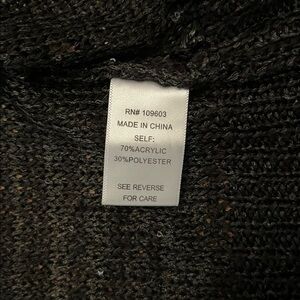 RN# 109603
MADE IN CHINA
SELF:
70%ACRYLIC
30%POLYESTER
SEE REVERSE
FOR CARE